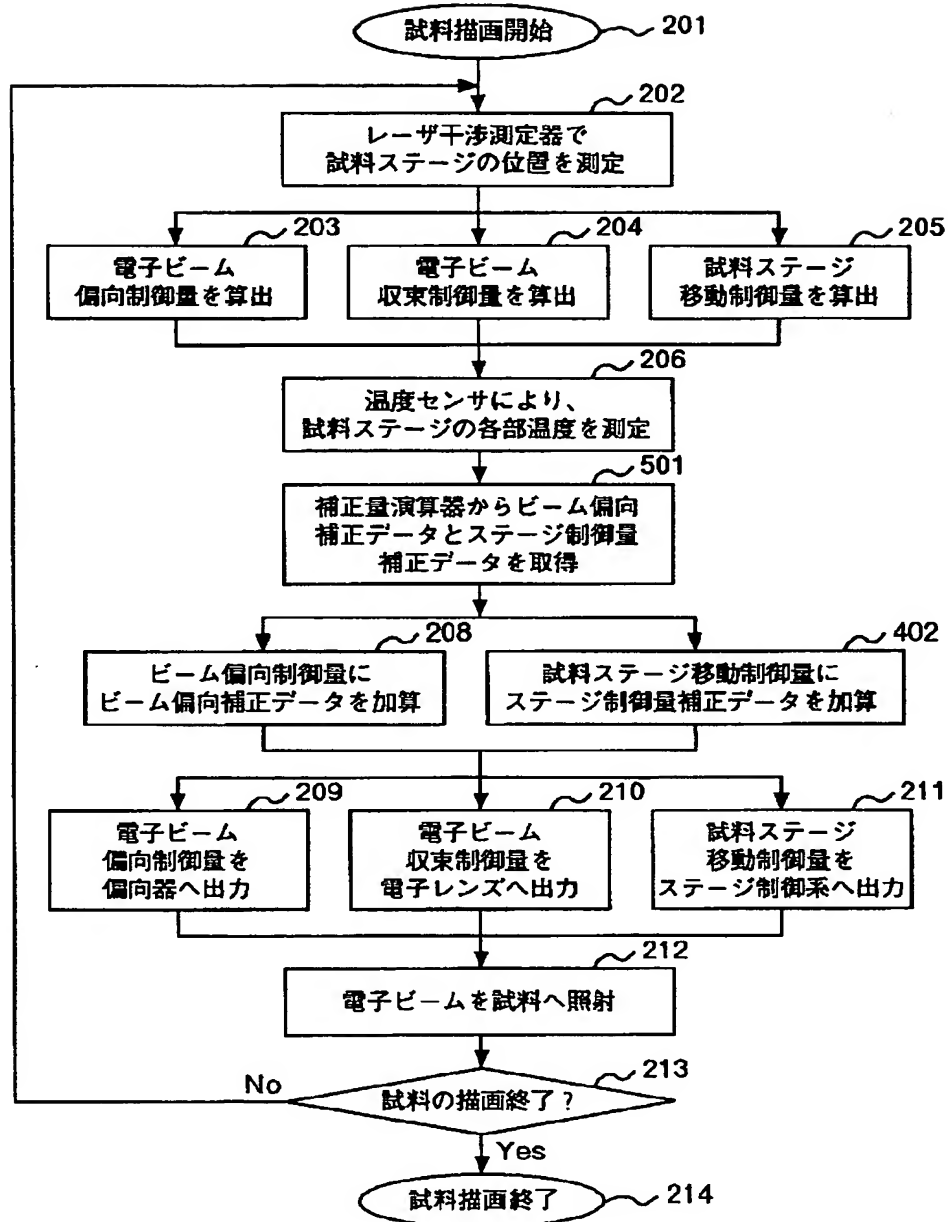 試料描画開始
201
202
レーザ干渉測定器で
試料ステージの位置を測定
203
電子ビーム
偏向制御量を算出
204
電子ビーム
収束制御量を算出
205
試料ステージ
移動制御量を算出
206
温度センサにより、
試料ステージの各部温度を測定
501
補正量演算器からビーム偏向
補正データとステージ制御量
補正データを取得
208
ビーム偏向制御量に
ビーム偏向補正データを加算
402
試料ステージ移動制御量に
ステージ制御量補正データを加算
209
電子ビーム
偏向制御量を
偏向器へ出力
210
電子ビーム
収束制御量を
電子レンズへ出力
211
試料ステージ
移動制御量を
ステージ制御系へ出力
212
電子ビームを試料へ照射
213
No
試料の描画終了?
Yes
試料描画終了
214